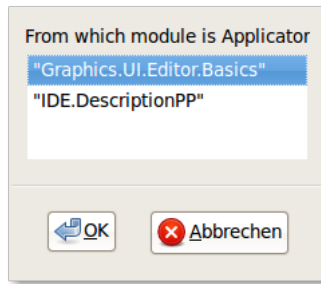 From which module is Applicator
"Graphics.UI.Editor.Basics"
"IDE.DescriptionPP"
OK
Abbrechen